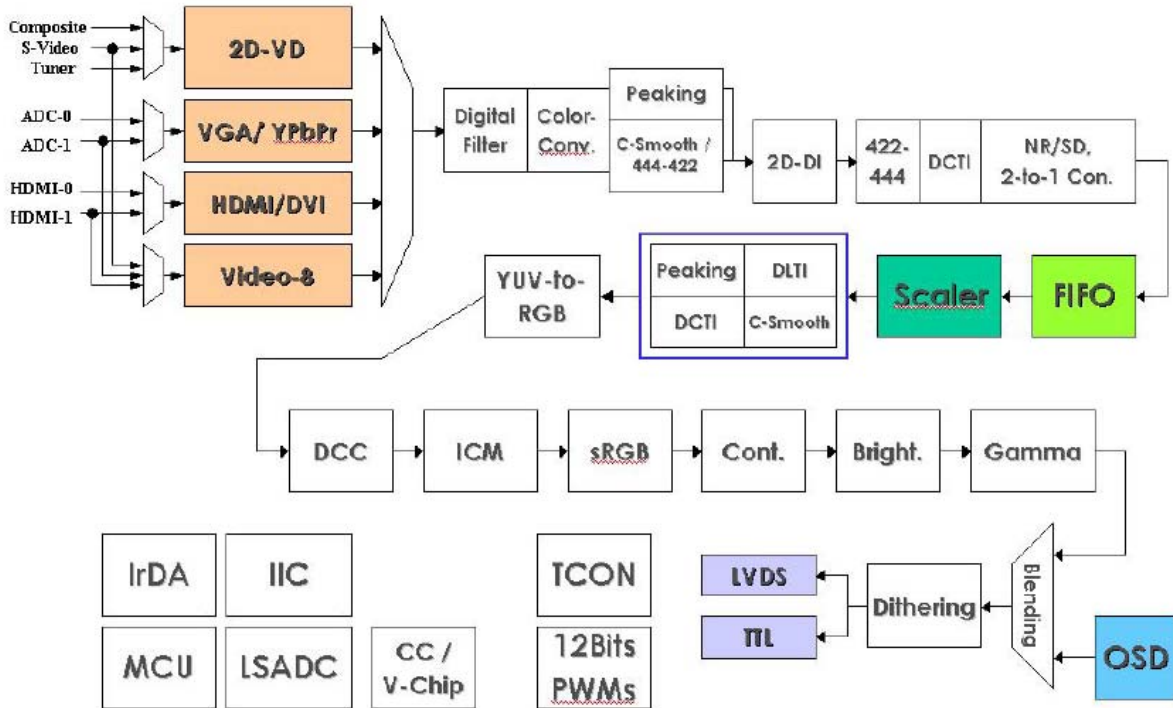 Composite
S-Video
Tuner
2D-VD
ADC-0
ADC-1
VGA/ YPbPr
HDMI-0
HDMI-1
HDMI/DVI
Video-8
Digital
Filter
Color-
Conv.
Peaking
C-Smooth /
444-422
2D-DI
422-
444
DCTI
NR/SD,
2-to-1 Con.
FIFO
Scaler
Peaking
DLTI
DCTI
C-Smooth
YUV-to-
RGB
DCC
ICM
sRGB
Cont.
Bright.
Gamma
Blending
OSD
Dithering
LVDS
TTL
IrDA
IIC
TCON
MCU
LSADC
CC /
V-Chip
12Bits
PWMs